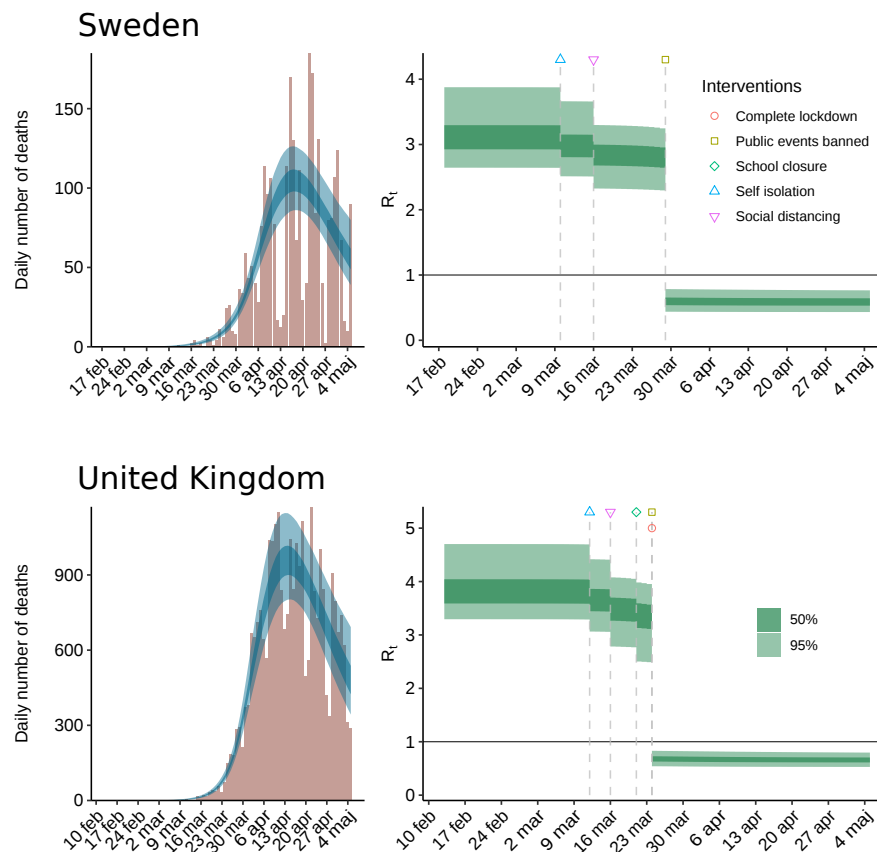 Sweden
Daily number of deaths
150
100
50
0
17 feb
24 feb
2 mar
9 mar
16 mar
23 mar
30 mar
6 apr
13 apr
20 apr
27 apr
4 maj
Rt
4
3
2
1
0
17 feb
24 feb
2 mar
9 mar
16 mar
23 mar
30 mar
6 apr
13 apr
20 apr
27 apr
4 maj
Interventions
Complete lockdown
Public events banned
School closure
Self isolation
Social distancing
United Kingdom
Daily number of deaths
900
600
300
0
10 feb
17 feb
24 feb
2 mar
9 mar
16 mar
23 mar
30 mar
6 apr
13 apr
20 apr
27 apr
4 maj
Rt
5
4
3
2
1
0
10 feb
17 feb
24 feb
2 mar
9 mar
16 mar
23 mar
30 mar
6 apr
13 apr
20 apr
27 apr
4 maj
50%
95%